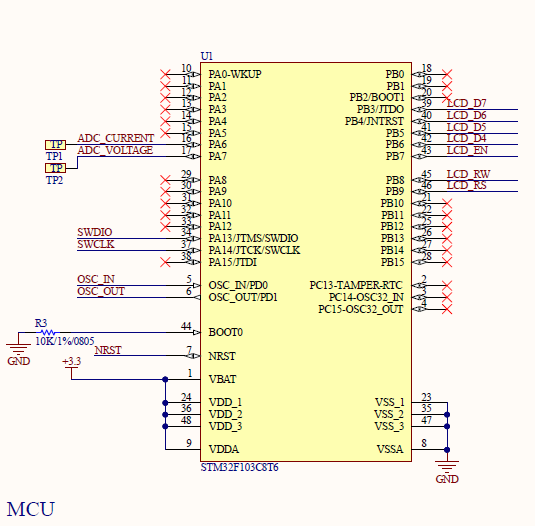 U1
10 PA0-WKUP PB0 18
11 PA1 PB1 19
12 PA2 PB2/BOOT1 20
13 PA3 PB3/JTDO 39 LCD_D7
14 PA4 PB4/JNTRST 40 LCD_D6
15 PA5 PB5 41 LCD_D5
TP ADC_CURRENT 16 PA6 PB6 42 LCD_D4
TP1 ADC_VOLTAGE 17 PA7 PB7 43 LCD_EN
TP
TP2
29 PA8 PB8 45 LCD_RW
30 PA9 PB9 46 LCD_RS
31 PA10 PB10 21
32 PA11 PB11 22
33 PA12 PB12 25
SWDIO 34 PA13/JTMS/SWDIO PB13 26
SWCLK 37 PA14/JTCK/SWCLK PB14 27
38 PA15/JTDI PB15 28
OSC_IN 5 OSC_IN/PD0 PC13-TAMPER-RTC 2
OSC_OUT 6 OSC_OUT/PD1 PC14-OSC32_IN 3
PC15-OSC32_OUT 4
R3
10K/1%/0805 44 BOOT0
GND
NRST 7 NRST
+3.3
1 VBAT
24 VDD_1 VSS_1 23
36 VDD_2 VSS_2 35
48 VDD_3 VSS_3 47
9 VDDA VSSA 8
STM32F103C8T6
GND
MCU